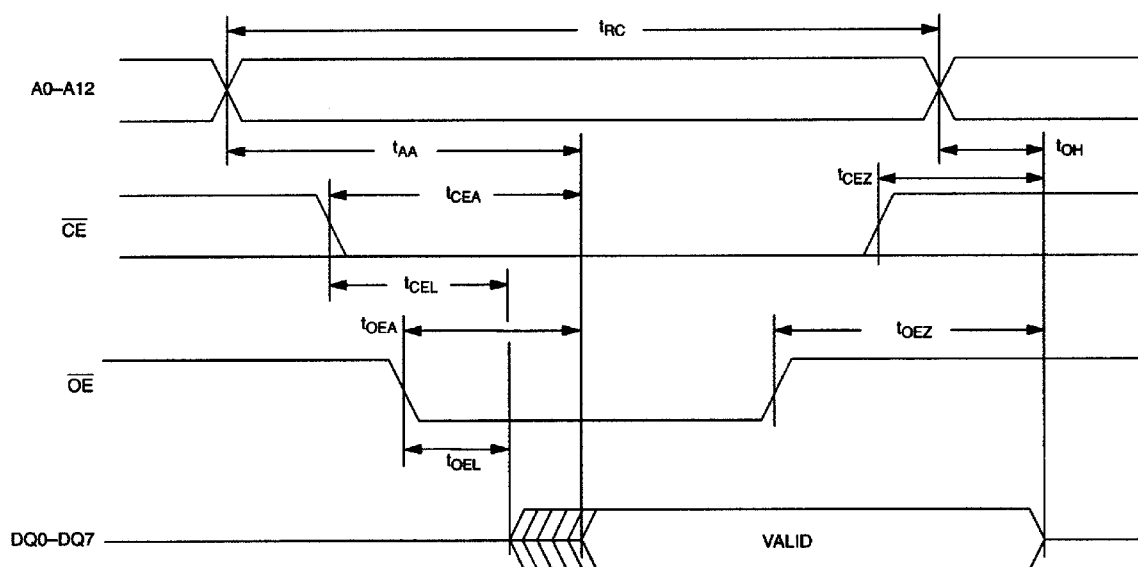 tRC
A0–A12
tAA
tOH
tCEZ
tCEA
CE
tCEL
tOEA
tOEZ
OE
tOEL
DQ0–DQ7
VALID